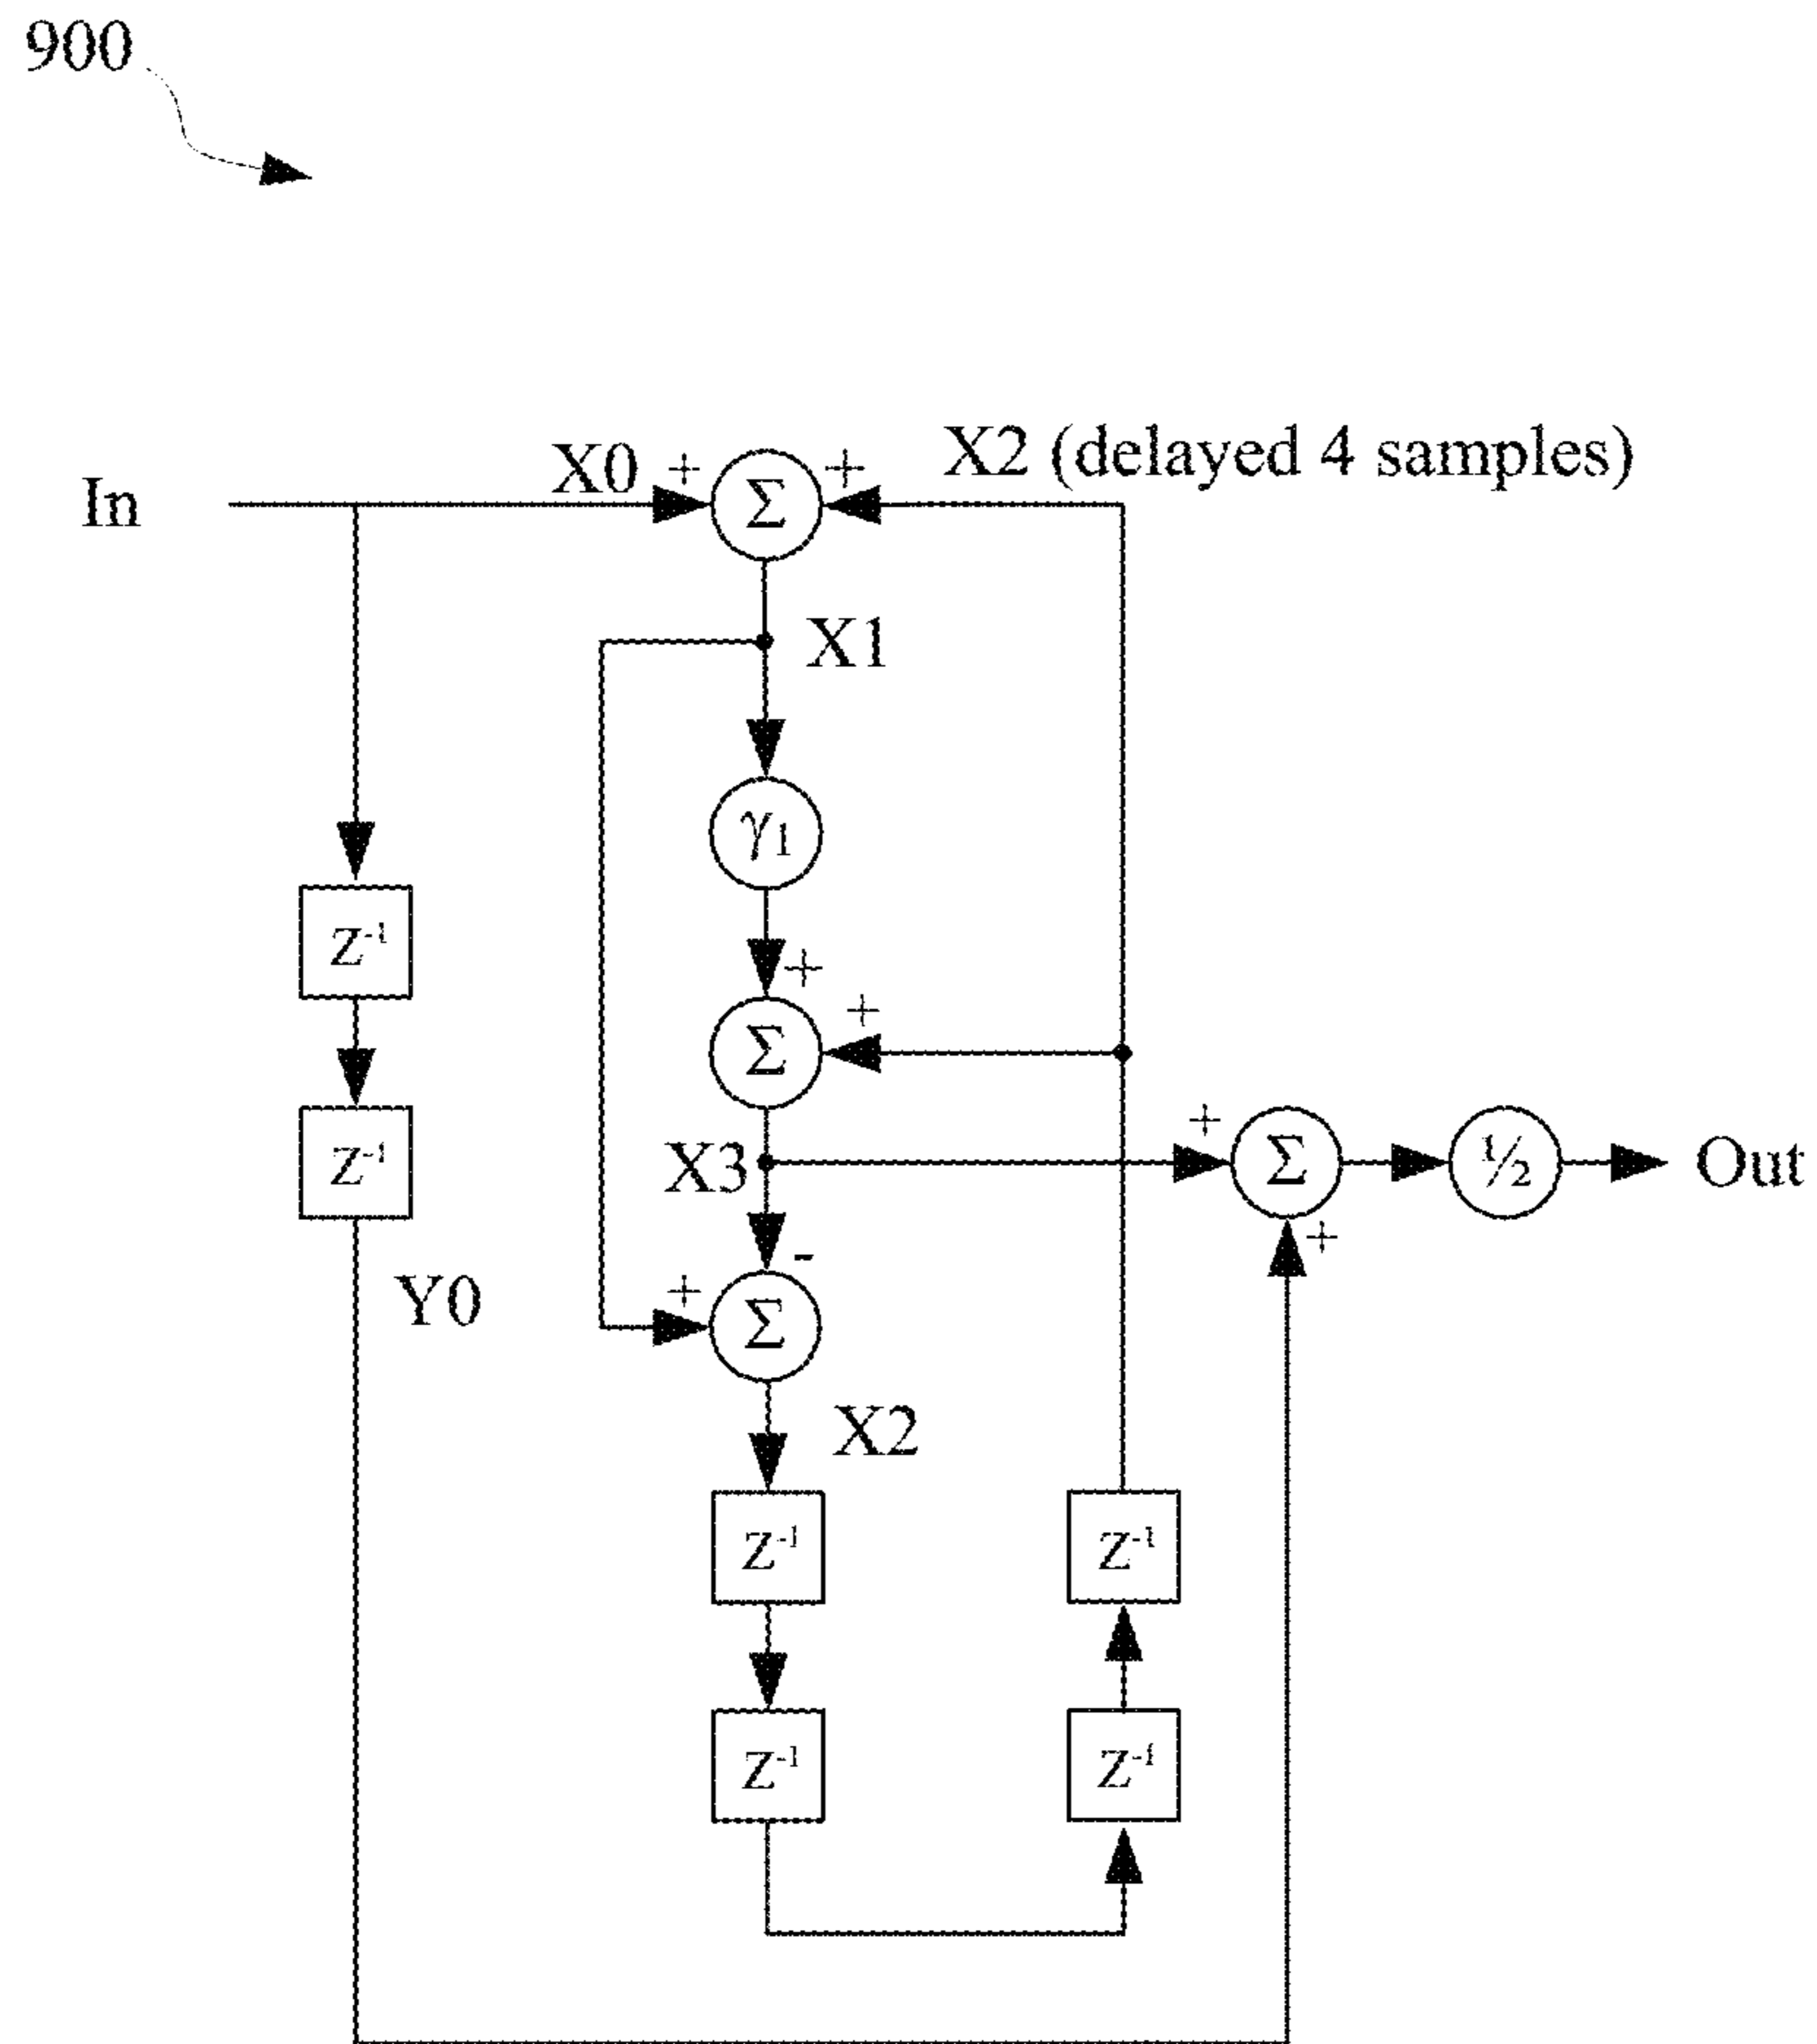 900
X0 + + X2 (delayed 4 samples)
In Σ
X1
γ₁
Z⁻¹
+
+
Σ
+
Z⁻¹ X3 Σ ½ Out
-
+
Y0 +
Σ
X2
Z⁻¹ Z⁻¹
Z⁻¹ Z⁻¹